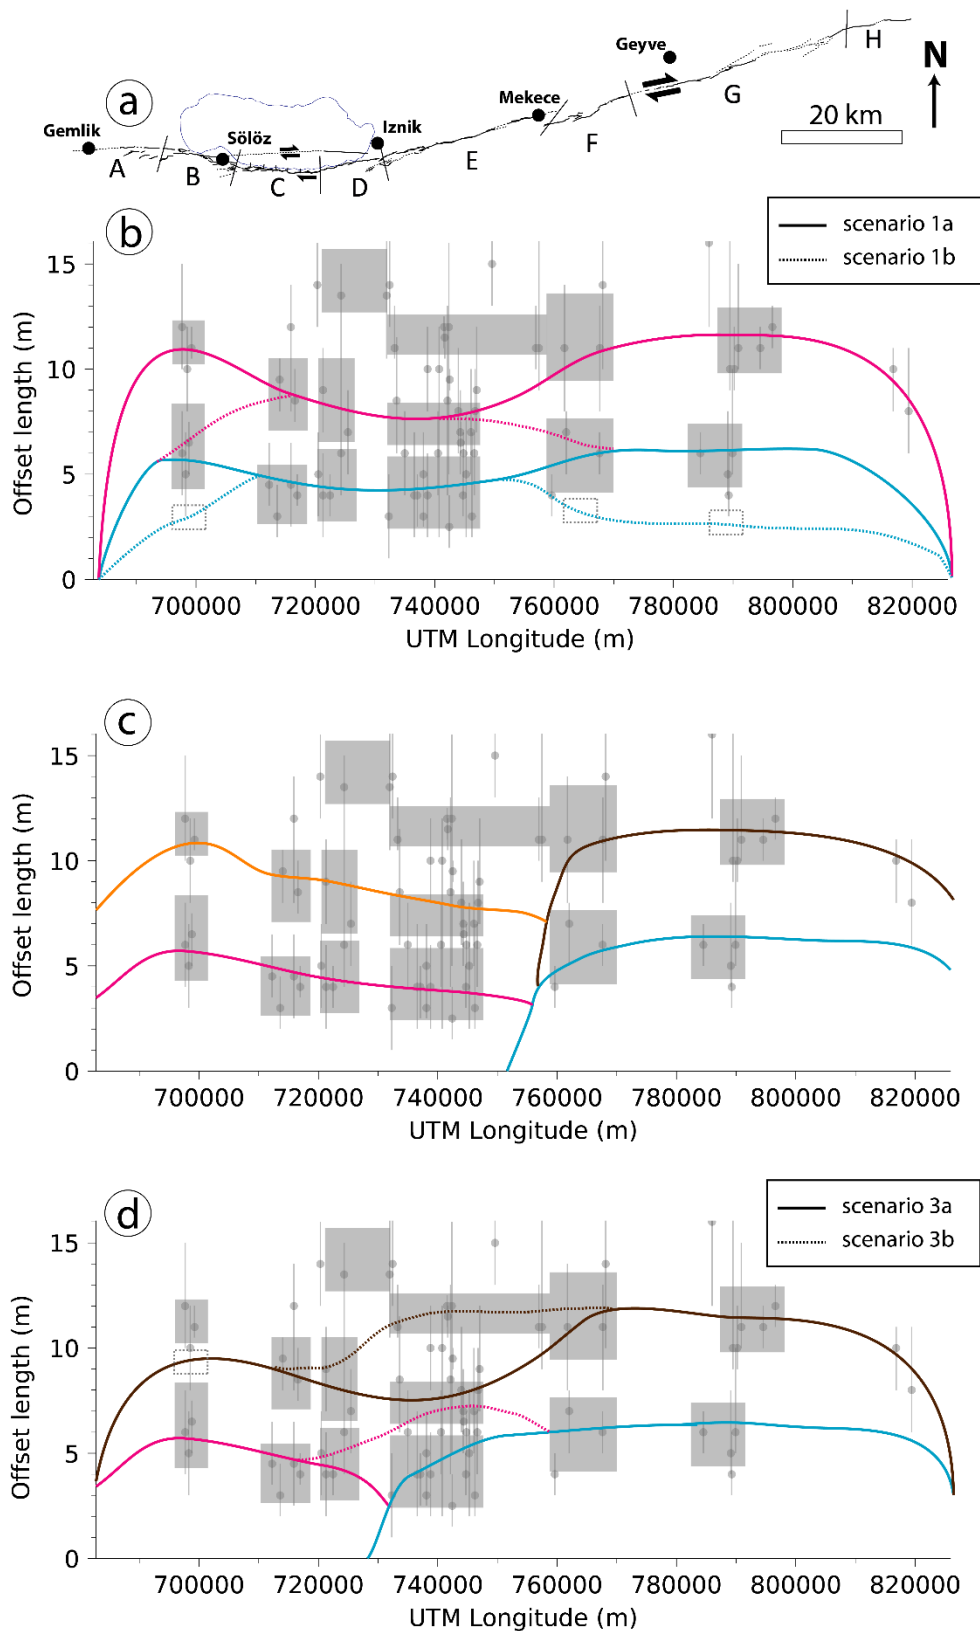 a
N
Geyve
Mekece
Iznik
Sölöz
Gemlik
A
B
C
D
E
F
G
H
20 km
b
scenario 1a
scenario 1b
Offset length (m)
15
10
5
0
700000 720000 740000 760000 780000 800000 820000
UTM Longitude (m)
c
Offset length (m)
15
10
5
0
700000 720000 740000 760000 780000 800000 820000
UTM Longitude (m)
d
scenario 3a
scenario 3b
Offset length (m)
15
10
5
0
700000 720000 740000 760000 780000 800000 820000
UTM Longitude (m)